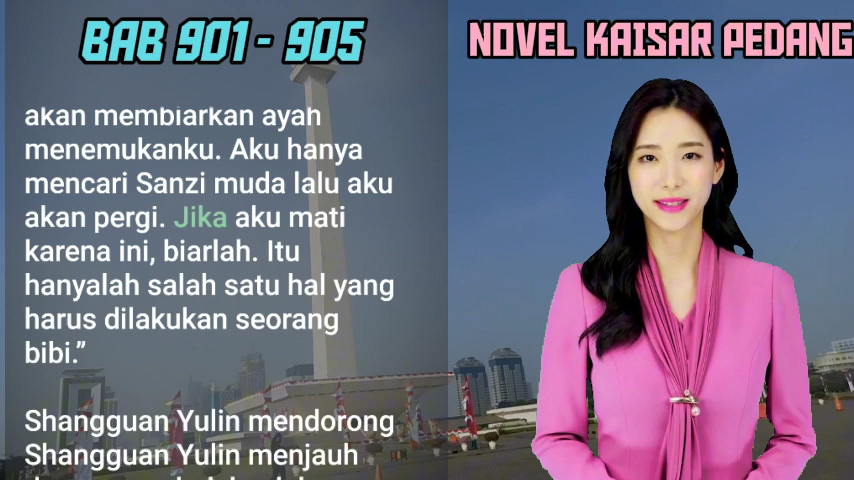 BAB 901 - 905
NOVEL KAISAR PEDANG
akan membiarkan ayah
menemukanku. Aku hanya
mencari Sanzi muda lalu aku
akan pergi. Jika aku mati
karena ini, biarlah. Itu
hanyalah salah satu hal yang
harus dilakukan seorang
bibi.”
Shangguan Yulin mendorong
Shangguan Yulin menjauh